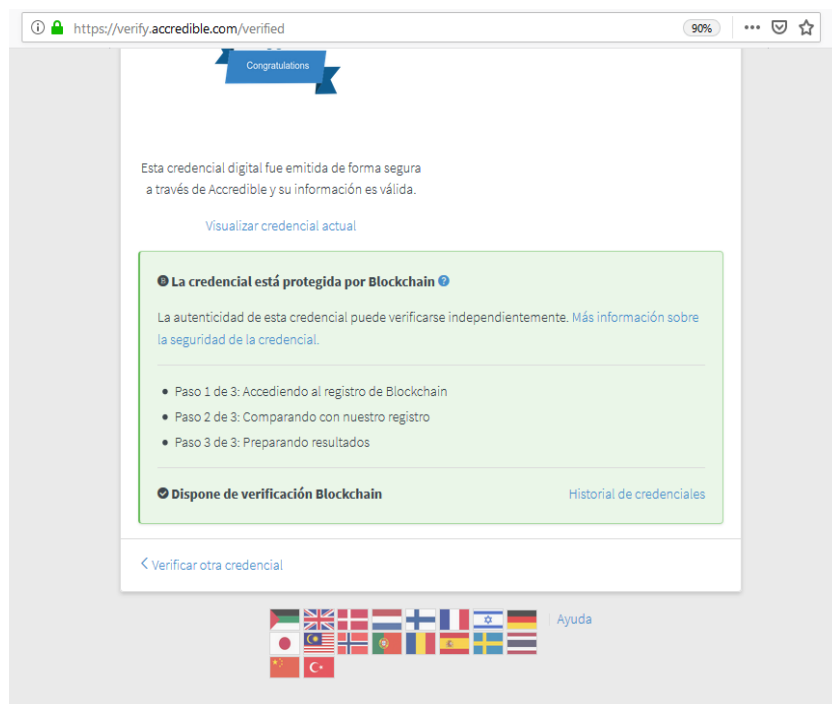 https://verify.accredible.com/verified
90%
Congratulations
Esta credencial digital fue emitida de forma segura
a través de Accredible y su información es válida.
Visualizar credencial actual
La credencial está protegida por Blockchain
La autenticidad de esta credencial puede verificarse independientemente. Más información sobre
la seguridad de la credencial.
Paso 1 de 3: Accediendo al registro de Blockchain
Paso 2 de 3: Comparando con nuestro registro
Paso 3 de 3: Preparando resultados
Dispone de verificación Blockchain
Historial de credenciales
Verificar otra credencial
Ayuda